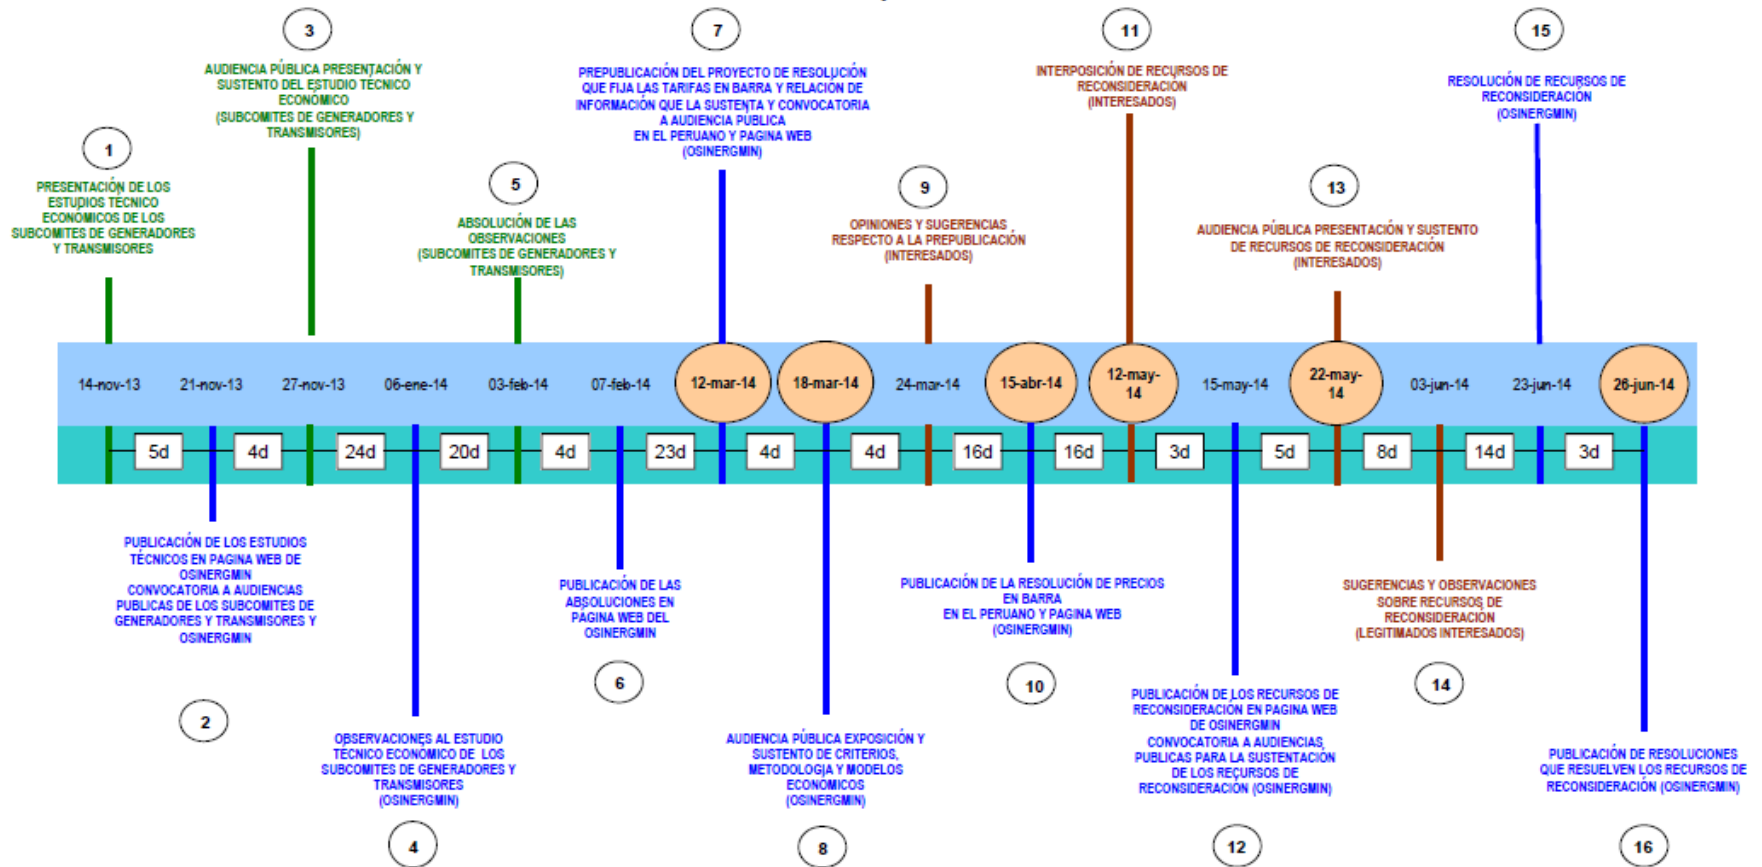 3
AUDIENCIA PÚBLICA PRESENTACIÓN Y
SUSTENTO DEL ESTUDIO TÉCNICO
ECONÓMICO
(SUBCOMITES DE GENERADORES Y
TRANSMISORES)
7
PREPUBLICACIÓN DEL PROYECTO DE RESOLUCIÓN
QUE FIJA LAS TARIFAS EN BARRA Y RELACIÓN DE
INFORMACIÓN QUE LA SUSTENTA Y CONVOCATORIA
A AUDIENCIA PÚBLICA
EN EL PERUANO Y PAGINA WEB
(OSINERGMIN)
11
INTERPOSICIÓN DE RECURSOS DE
RECONSIDERACIÓN
(INTERESADOS)
15
RESOLUCIÓN DE RECURSOS DE
RECONSIDERACIÓN
(OSINERGMIN)
1
PRESENTACIÓN DE LOS
ESTUDIOS TÉCNICO
ECONÓMICOS DE LOS
SUBCOMITES DE GENERADORES
Y TRANSMISORES
5
ABSOLUCIÓN DE LAS
OBSERVACIONES
(SUBCOMITES DE GENERADORES Y
TRANSMISORES)
9
OPINIONES Y SUGERENCIAS
RESPECTO A LA PREPUBLICACIÓN
(INTERESADOS)
13
AUDIENCIA PÚBLICA PRESENTACIÓN Y SUSTENTO
DE RECURSOS DE RECONSIDERACIÓN
(INTERESADOS)
14-nov-13
21-nov-13
27-nov-13
06-ene-14
03-feb-14
07-feb-14
12-mar-14
18-mar-14
24-mar-14
15-abr-14
12-may-
14
15-may-14
22-may-
14
03-jun-14
23-jun-14
26-jun-14
5d
4d
24d
20d
4d
23d
4d
4d
16d
16d
3d
5d
8d
14d
3d
PUBLICACIÓN DE LOS ESTUDIOS
TÉCNICOS EN PAGINA WEB DE
OSINERGMIN
CONVOCATORIA A AUDIENCIAS
PUBLICAS DE LOS SUBCOMITES DE
GENERADORES Y TRANSMISORES Y
OSINERGMIN
2
OBSERVACIONES AL ESTUDIO
TÉCNICO ECONÓMICO DE LOS
SUBCOMITES DE GENERADORES Y
TRANSMISORES
(OSINERGMIN)
4
PUBLICACIÓN DE LAS
ABSOLUCIONES EN
PÁGINA WEB DEL
OSINERGMIN
6
AUDIENCIA PÚBLICA EXPOSICIÓN Y
SUSTENTO DE CRITERIOS,
METODOLOGIA Y MODELOS
ECONÓMICOS
(OSINERGMIN)
8
PUBLICACIÓN DE LA RESOLUCIÓN DE PRECIOS
EN BARRA
EN EL PERUANO Y PAGINA WEB
(OSINERGMIN)
10
PUBLICACIÓN DE LOS RECURSOS DE
RECONSIDERACIÓN EN PAGINA WEB
DE OSINERGMIN
CONVOCATORIA A AUDIENCIAS
PUBLICAS PARA LA SUSTENTACIÓN
DE LOS RECURSOS DE
RECONSIDERACIÓN (OSINERGMIN)
12
SUGERENCIAS Y OBSERVACIONES
SOBRE RECURSOS DE
RECONSIDERACIÓN
(LEGITIMADOS INTERESADOS)
14
PUBLICACIÓN DE RESOLUCIONES
QUE RESUELVEN LOS RECURSOS DE
RECONSIDERACIÓN (OSINERGMIN)
16